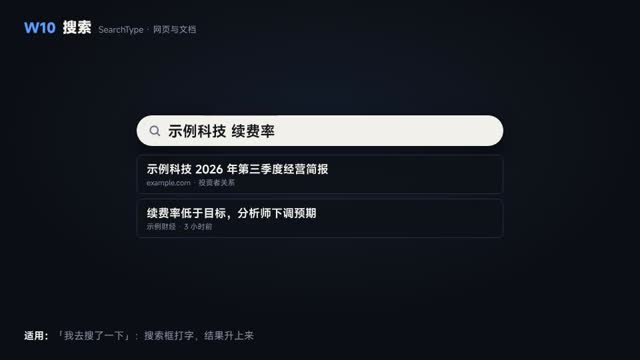 W10 搜索 SearchType · 网页与文档
示例科技 续费率
示例科技 2026 年第三季度经营简报
example.com · 投资者关系
续费率低于目标，分析师下调预期
示例财经 · 3 小时前
适用：「我去搜了一下」：搜索框打字，结果升上来